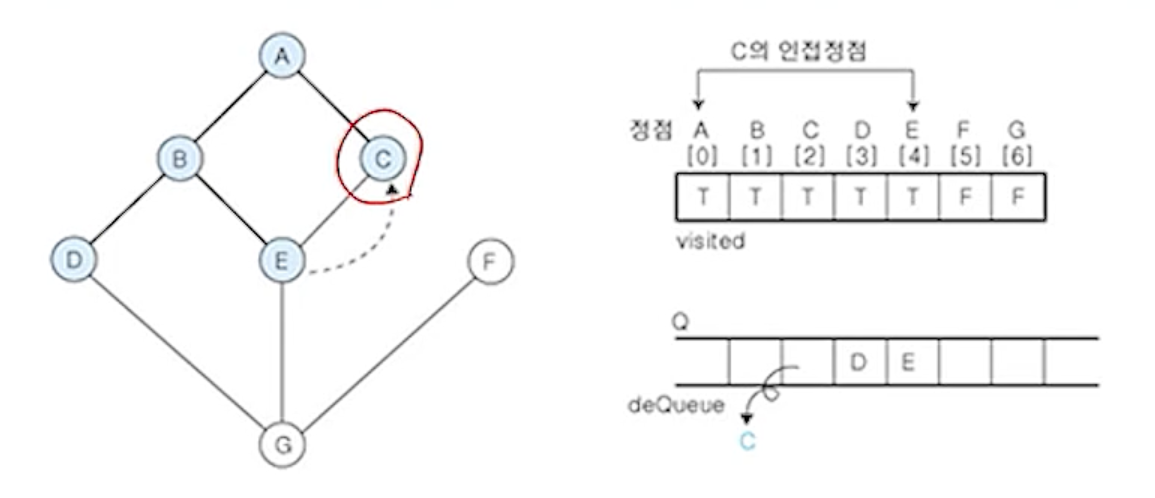 A
B
C
D
E
F
G
C의 인접정점
정점 A B C D E F G
[0] [1] [2] [3] [4] [5] [6]
T T T T T F F
visited
Q
D E
deQueue
C